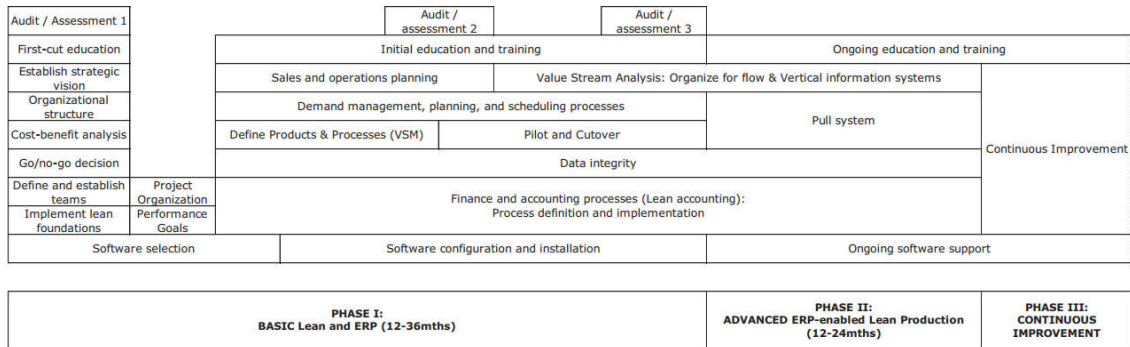 Audit / Assessment 1
Audit /
assessment 2
Audit /
assessment 3
First-cut education
Initial education and training
Ongoing education and training
Establish strategic
vision
Sales and operations planning
Value Stream Analysis: Organize for flow & Vertical information systems
Organizational
structure
Demand management, planning, and scheduling processes
Pull system
Continuous Improvement
Cost-benefit analysis
Define Products & Processes (VSM)
Pilot and Cutover
Go/no-go decision
Data integrity
Define and establish
teams
Project
Organization
Finance and accounting processes (Lean accounting):
Process definition and implementation
Implement lean
foundations
Performance
Goals
Software selection
Software configuration and installation
Ongoing software support
PHASE I:
BASIC Lean and ERP (12-36mths)
PHASE II:
ADVANCED ERP-enabled Lean Production
(12-24mths)
PHASE III:
CONTINUOUS
IMPROVEMENT